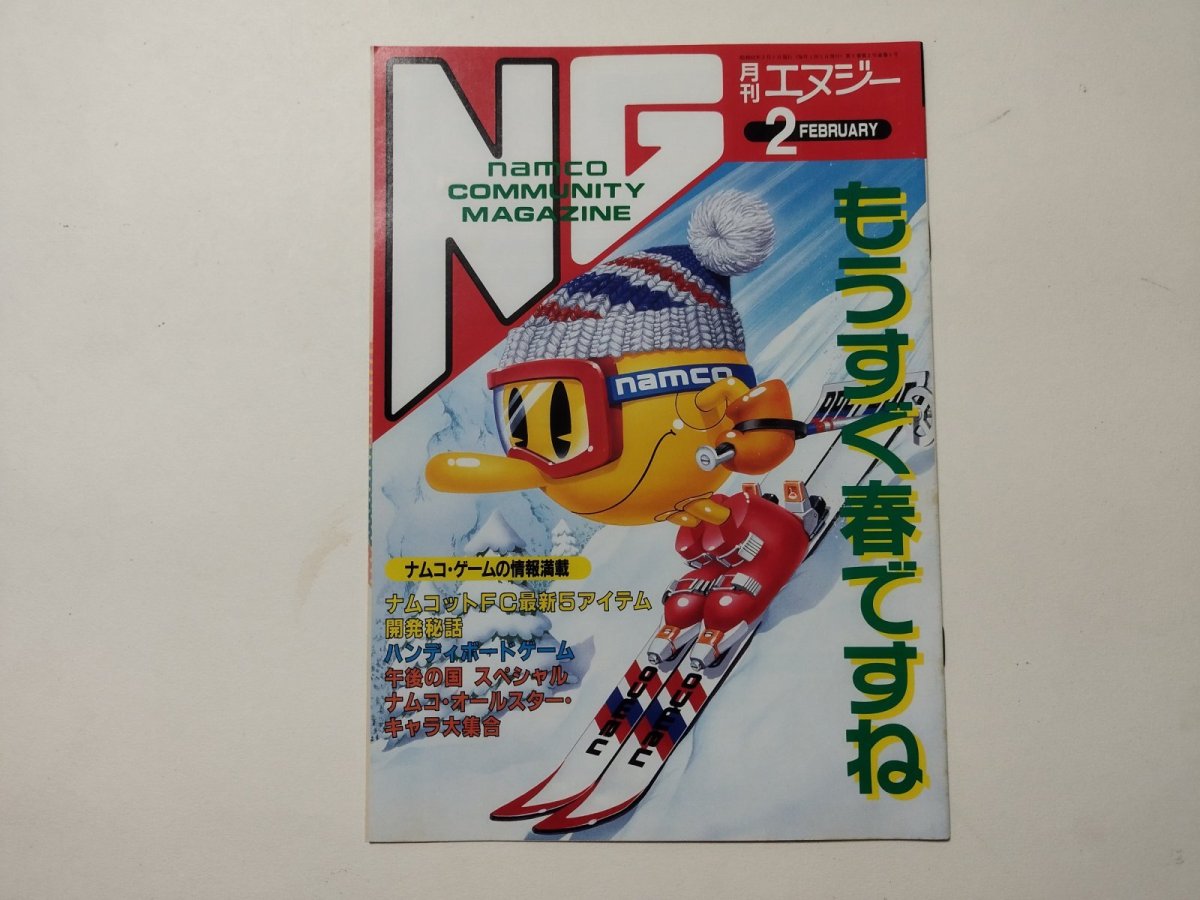 NG
namco
COMMUNITY
MAGAZINE
月刊エヌジー
2 FEBRUARY
もうすぐ春ですね
namco
ナムコ・ゲームの情報満載
ナムコットFC最新5アイテム
開発秘話
ハンディボードゲーム
午後の国 スペシャル
ナムコ・オールスター・
キャラ大集合
namco
namco